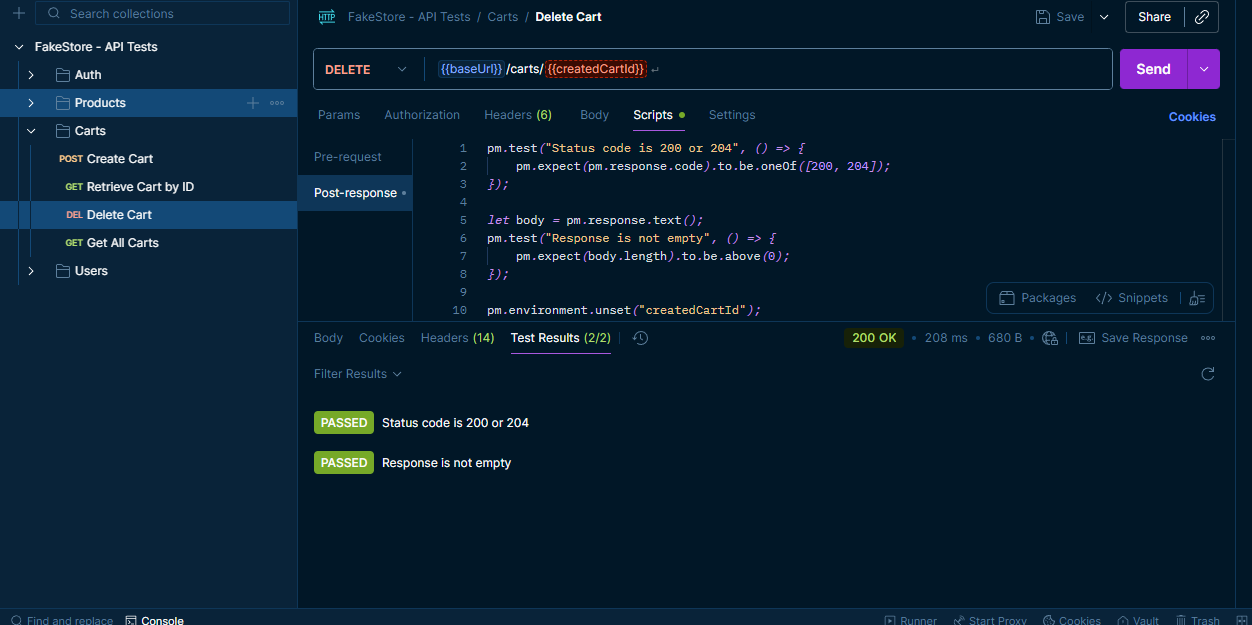 Search collections
FakeStore - API Tests
Auth
Products
Carts
POST Create Cart
GET Retrieve Cart by ID
DEL Delete Cart
GET Get All Carts
Users
HTTP FakeStore - API Tests / Carts / Delete Cart
Save
Share
DELETE
{{baseUrl}}/carts/{{createdCartId}}
Send
Params Authorization Headers (6) Body Scripts Settings
Cookies
Pre-request
Post-response
1 pm.test("Status code is 200 or 204", () => {
2 pm.expect(pm.response.code).to.be.oneOf([200, 204]);
3 });
4
5 let body = pm.response.text();
6 pm.test("Response is not empty", () => {
7 pm.expect(body.length).to.be.above(0);
8 });
9
10 pm.environment.unset("createdCartId");
Packages </> Snippets
Body Cookies Headers (14) Test Results (2/2)
200 OK • 208 ms • 680 B • e.g. Save Response
Filter Results
PASSED Status code is 200 or 204
PASSED Response is not empty
Find and replace Console
Runner Start Proxy Cookies Vault Trash